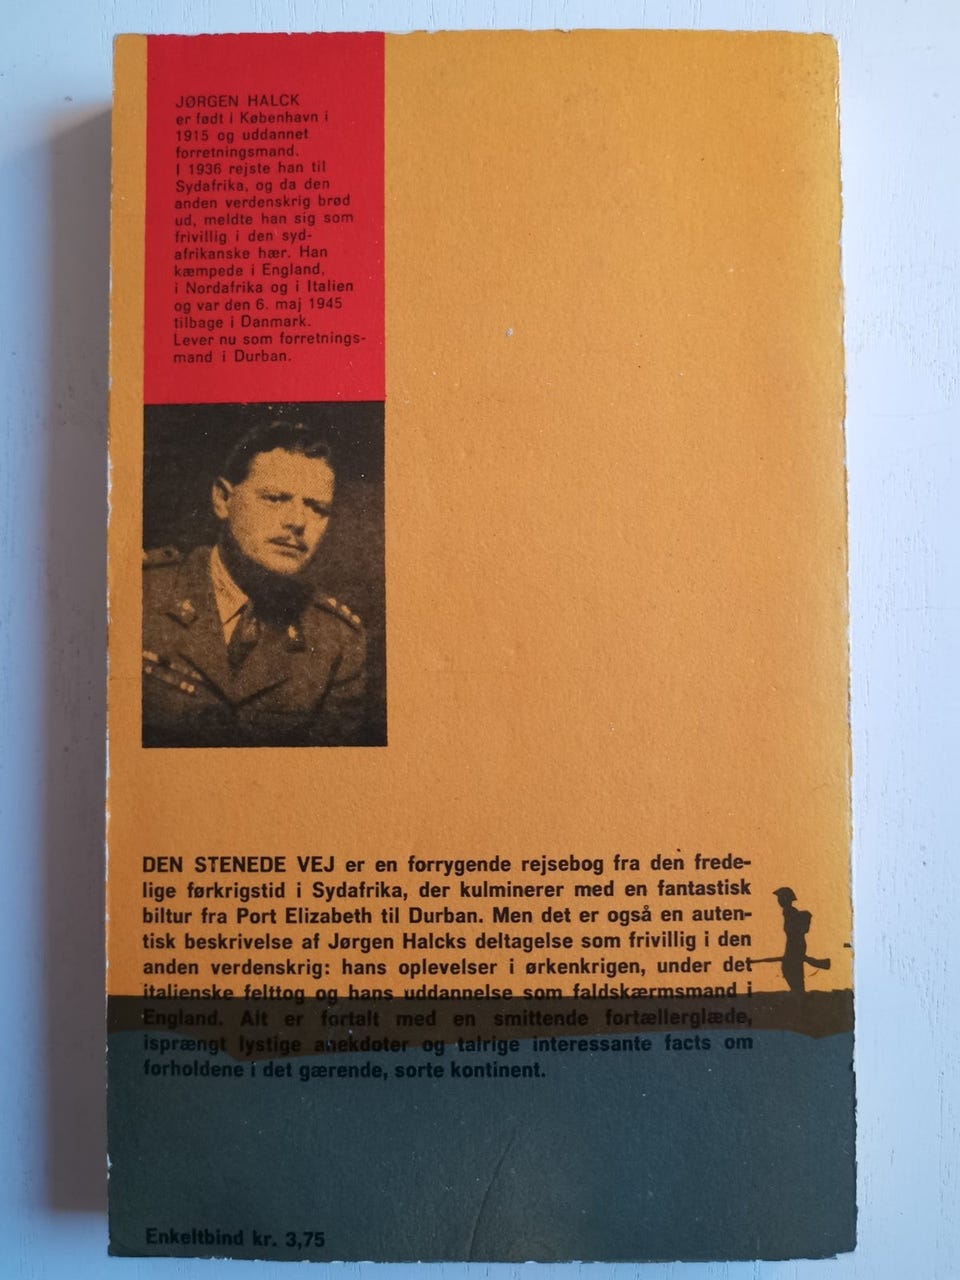 JØRGEN HALCK
er født i København i
1915 og uddannet
forretningsmand.
I 1936 rejste han til
Sydafrika, og da den
anden verdenskrig brød
ud, meldte han sig som
frivillig i den syd-
afrikanske hær. Han
kæmpede i England,
i Nordafrika og i Italien
og var den 6. maj 1945
tilbage i Danmark.
Lever nu som forretnings-
mand i Durban.
DEN STENEDE VEJ er en forrygende rejsebog fra den frede-
lige førkrigstid i Sydafrika, der kulminerer med en fantastisk
biltur fra Port Elizabeth til Durban. Men det er også en auten-
tisk beskrivelse af Jørgen Halcks deltagelse som frivillig i den
anden verdenskrig: hans oplevelser i ørkenkrigen, under det
italienske felttog og hans uddannelse som faldskærmsmand i
England. Alt er fortalt med en smittende fortællerglæde,
isprængt lystige anekdoter og talrige interessante facts om
forholdene i det gærende, sorte kontinent.
Enkeltbind kr. 3,75